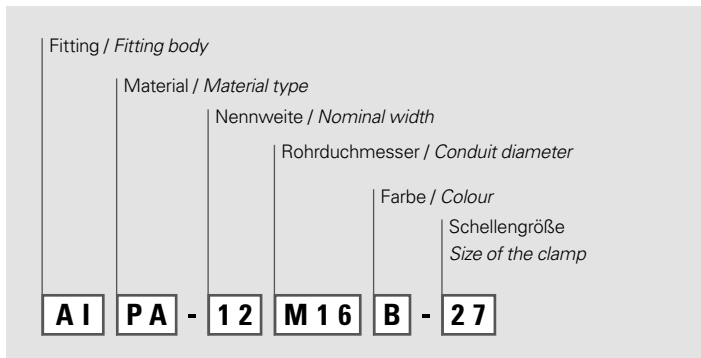 Fitting / Fitting body
Material / Material type
Nennweite / Nominal width
Rohrduchmesser / Conduit diameter
Farbe / Colour
Schellengröße
Size of the clamp
AI PA - 12 M16 B - 27